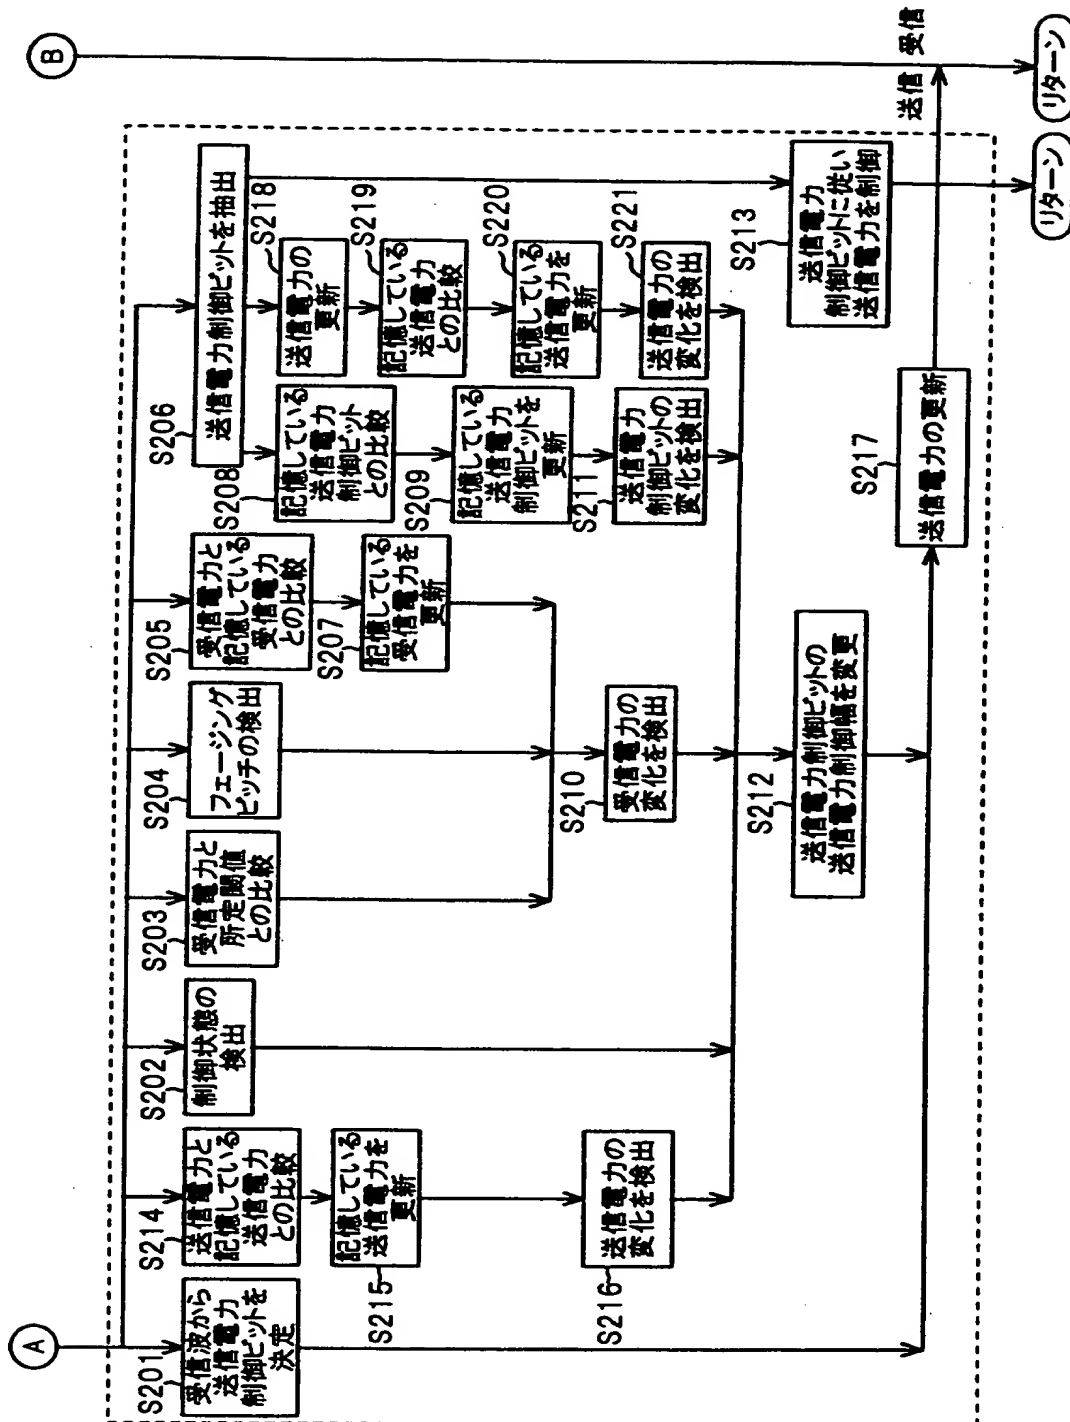 A
S201
受信波から
送信電力
制御ビットを
決定
S214
送信電力と
記憶している
送信電力
との比較
S215
記憶している
送信電力を
更新
S216
送信電力の
変化を検出
S202
制御状態の
検出
S203
受信電力と
所定閾値
との比較
S204
フェージング
ピッチの検出
S205
受信電力と
記憶している
受信電力
との比較
S207
記憶している
受信電力を
更新
S210
受信電力の
変化を検出
S206
送信電力制御ビットを抽出
S208
記憶している
送信電力
制御ビット
との比較
S209
記憶している
送信電力
制御ビットを
更新
S211
送信電力
制御ビットの
変化を検出
S218
送信電力の
更新
S219
記憶している
送信電力
との比較
S220
記憶している
送信電力を
更新
S221
送信電力の
変化を検出
S212
送信電力制御ビットの
送信電力制御幅を変更
S213
送信電力
制御ビットに従い
送信電力を制御
S217
送信電力の更新
B
送信
受信
リターン
リターン